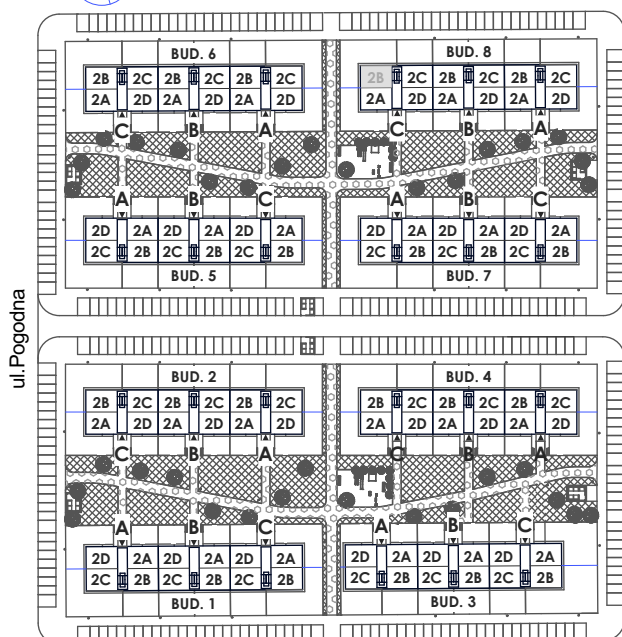 BUD. 6 BUD. 8
2B 2C 2B 2C 2B 2C 2B 2C 2B 2C 2B 2C
2A 2D 2A 2D 2A 2D 2A 2D 2A 2D 2A 2D
C B A C B A
A B C A B C
2D 2A 2D 2A 2D 2A 2D 2A 2D 2A 2D 2A
2C 2B 2C 2B 2C 2B 2C 2B 2C 2B 2C 2B
BUD. 5 BUD. 7
ul.Pogodna
BUD. 2 BUD. 4
2B 2C 2B 2C 2B 2C 2B 2C 2B 2C 2B 2C
2A 2D 2A 2D 2A 2D 2A 2D 2A 2D 2A 2D
C B A C B A
A B C A B C
2D 2A 2D 2A 2D 2A 2D 2A 2D 2A 2D 2A
2C 2B 2C 2B 2C 2B 2C 2B 2C 2B 2C 2B
BUD. 1 BUD. 3